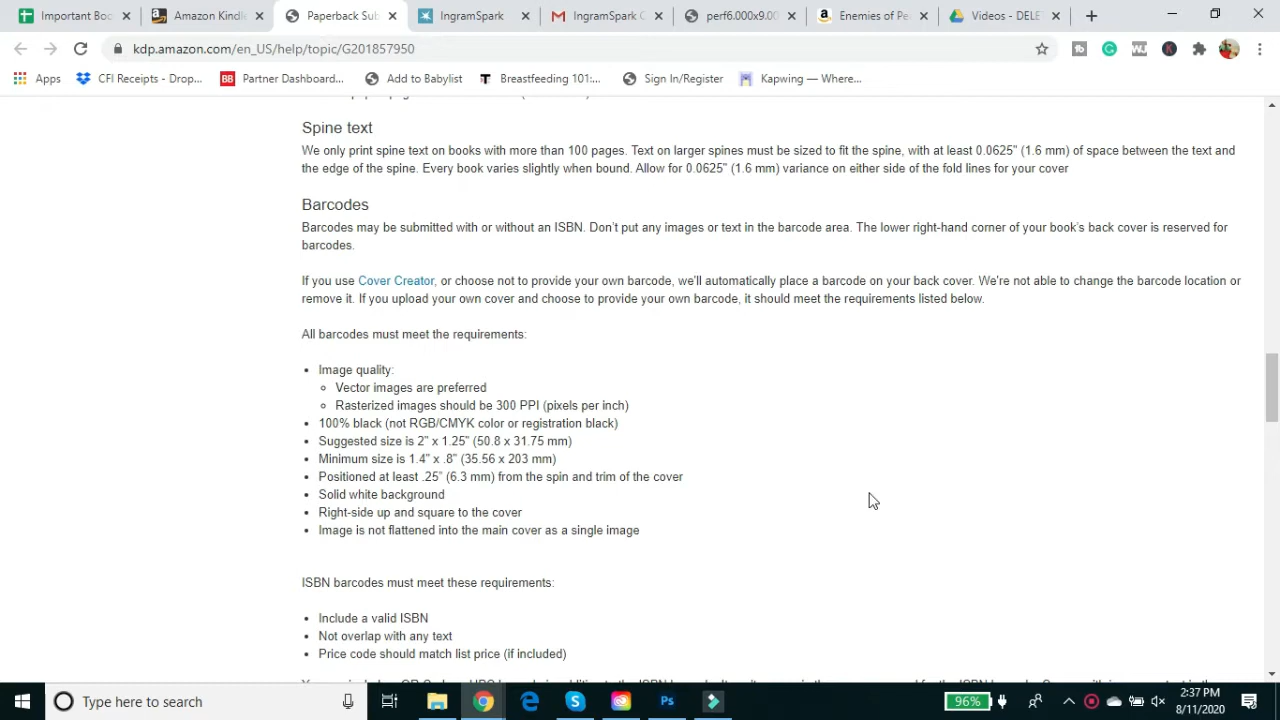 Important Boo
Amazon Kindl
Paperback Sub
IngramSpark
IngramSpark C
perf6.000x9.00
Enemies of Pe
Videos - DELE
kdp.amazon.com/en_US/help/topic/G201857950
Apps
CFI Receipts - Drop...
BB
Partner Dashboard...
Add to Babylist
T
Breastfeeding 101:...
Sign In/Register
Kapwing — Where...
Spine text
We only print spine text on books with more than 100 pages. Text on larger spines must be sized to fit the spine, with at least 0.0625" (1.6 mm) of space between the text and
the edge of the spine. Every book varies slightly when bound. Allow for 0.0625" (1.6 mm) variance on either side of the fold lines for your cover
Barcodes
Barcodes may be submitted with or without an ISBN. Don't put any images or text in the barcode area. The lower right-hand corner of your book's back cover is reserved for
barcodes.
If you use Cover Creator, or choose not to provide your own barcode, we'll automatically place a barcode on your back cover. We're not able to change the barcode location or
remove it. If you upload your own cover and choose to provide your own barcode, it should meet the requirements listed below.
All barcodes must meet the requirements:
Image quality:
Vector images are preferred
Rasterized images should be 300 PPI (pixels per inch)
100% black (not RGB/CMYK color or registration black)
Suggested size is 2" x 1.25" (50.8 x 31.75 mm)
Minimum size is 1.4" x .8" (35.56 x 203 mm)
Positioned at least .25" (6.3 mm) from the spin and trim of the cover
Solid white background
Right-side up and square to the cover
Image is not flattened into the main cover as a single image
ISBN barcodes must meet these requirements:
Include a valid ISBN
Not overlap with any text
Price code should match list price (if included)
Type here to search
Ps
96%
2:37 PM
8/11/2020